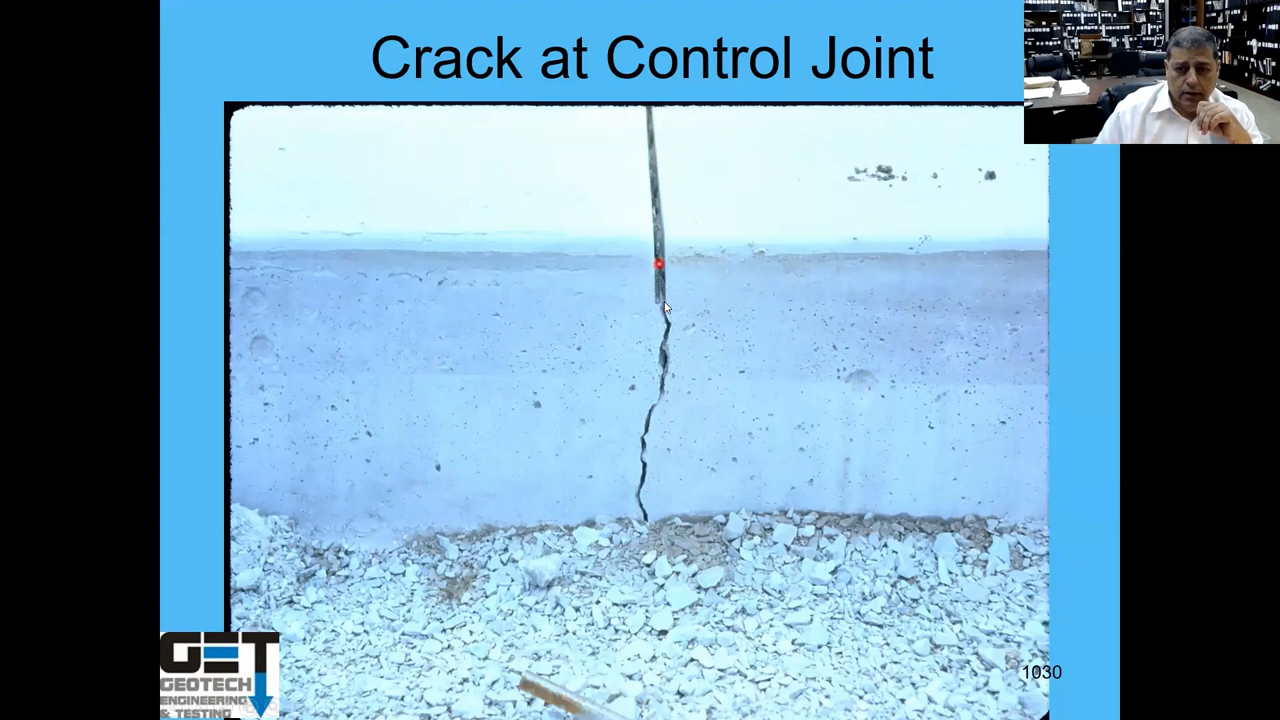 Crack at Control Joint
1030
GET
GEOTECH
ENGINEERING
& TESTING